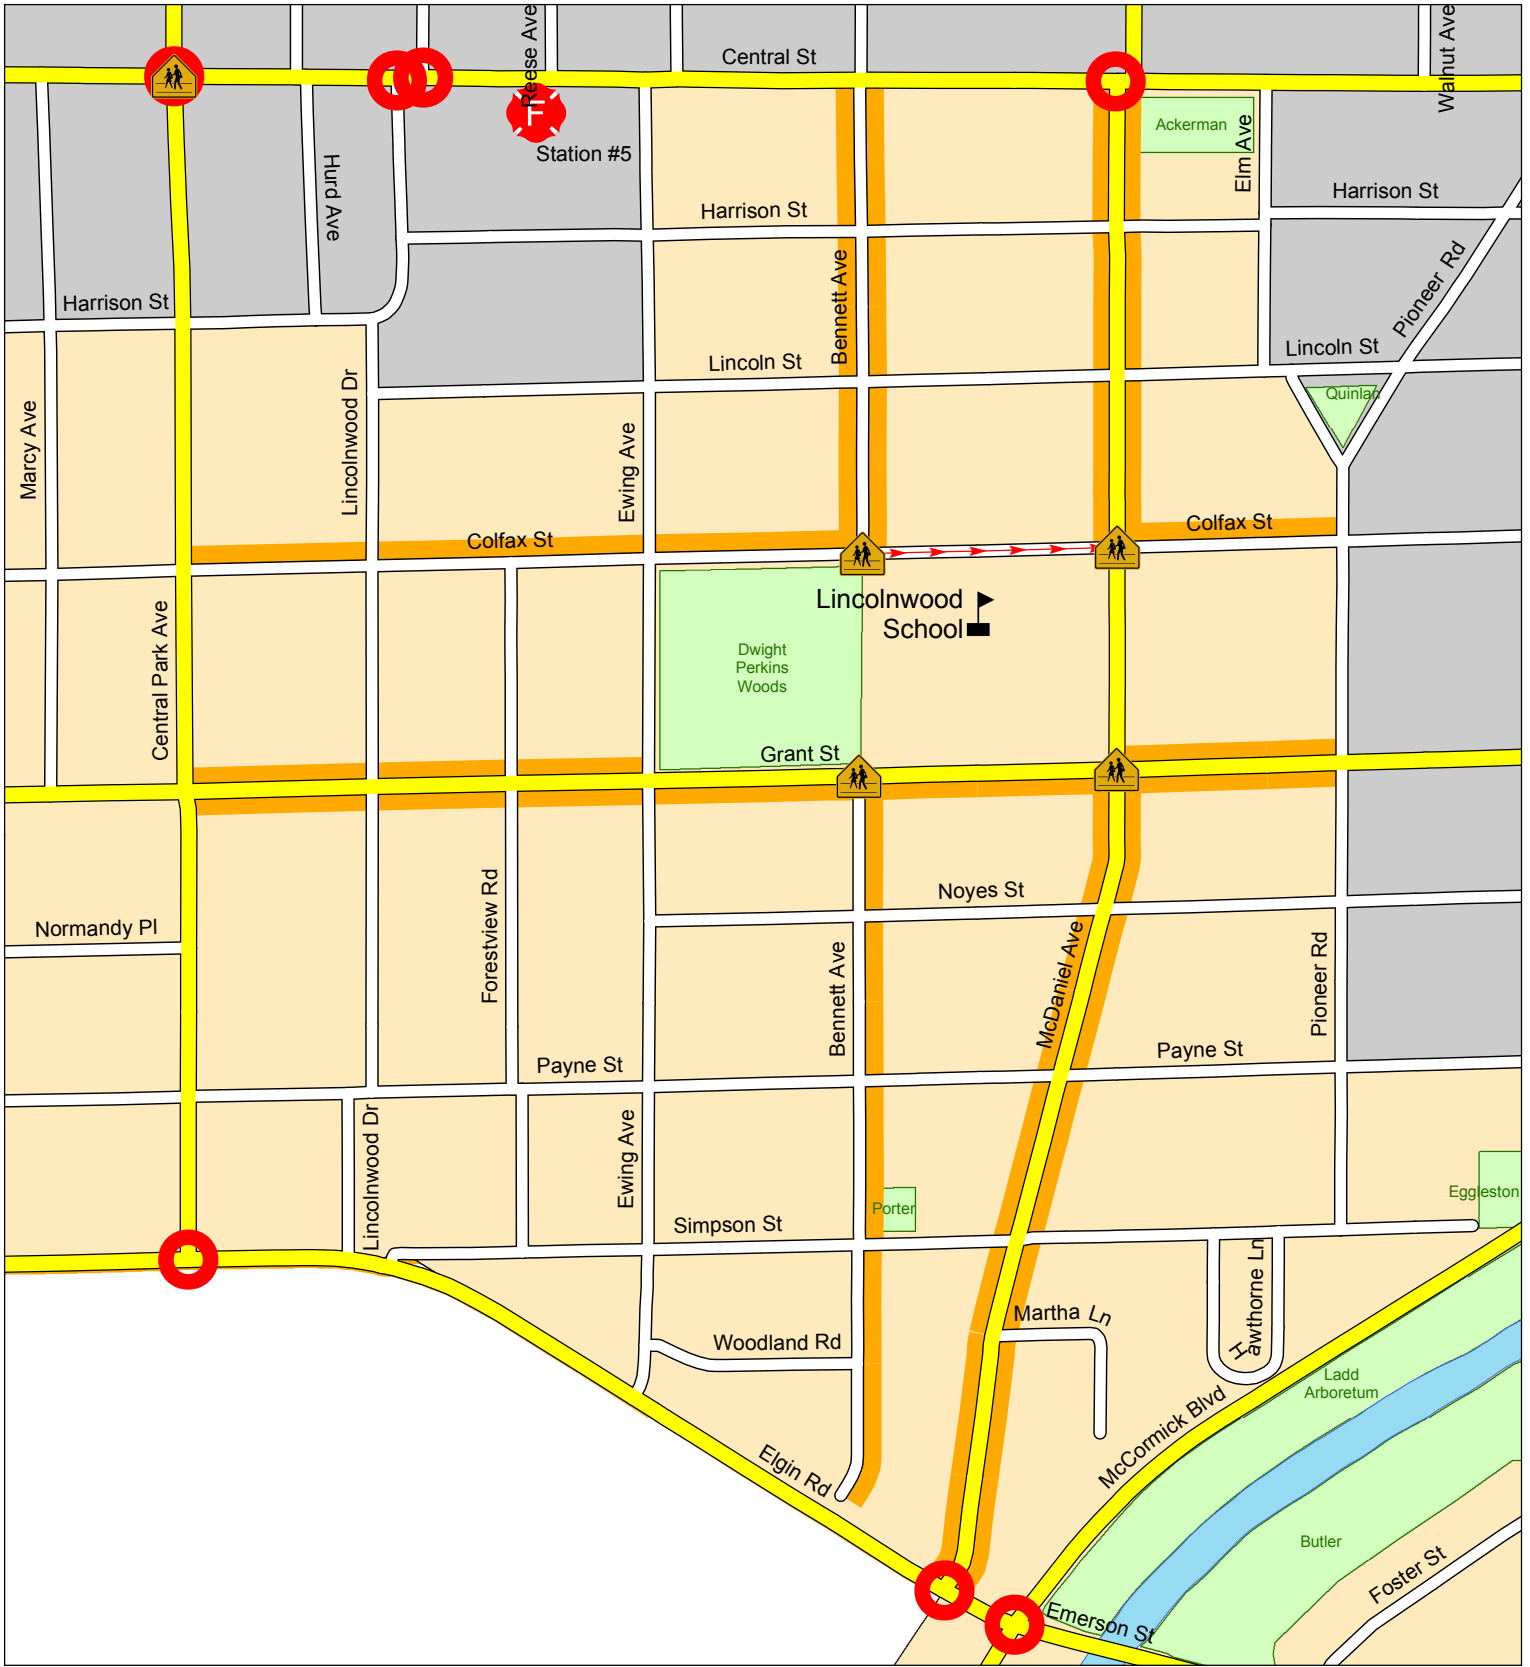 Reese Ave
Walnut Ave
Central St
Ackerman
F
Station #5
Elm Ave
Hurd Ave
Harrison St
Harrison St
Harrison St
Pioneer Rd
Bennett Ave
Lincoln St
Lincoln St
Quinlan
Marcy Ave
Lincolnwood Dr
Ewing Ave
Colfax St
Colfax St
Lincolnwood
School
Central Park Ave
Dwight
Perkins
Woods
Grant St
Noyes St
Normandy Pl
Forestview Rd
Bennett Ave
McDaniel Ave
Pioneer Rd
Payne St
Payne St
Lincolnwood Dr
Ewing Ave
Eggleston
Porter
Simpson St
Hawthorne Ln
Martha Ln
Woodland Rd
Ladd
Arboretum
McCormick Blvd
Elgin Rd
Butler
Foster St
Emerson St